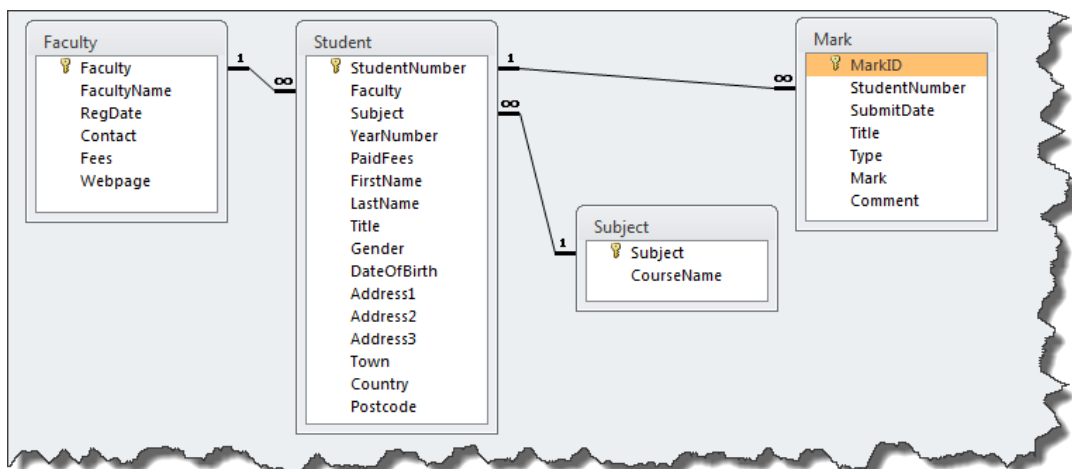 Faculty
Faculty
FacultyName
RegDate
Contact
Fees
Webpage
1
∞
Student
StudentNumber
Faculty
Subject
YearNumber
PaidFees
FirstName
LastName
Title
Gender
DateOfBirth
Address1
Address2
Address3
Town
Country
Postcode
1
∞
∞
1
Subject
Subject
CourseName
Mark
MarkID
StudentNumber
SubmitDate
Title
Type
Mark
Comment